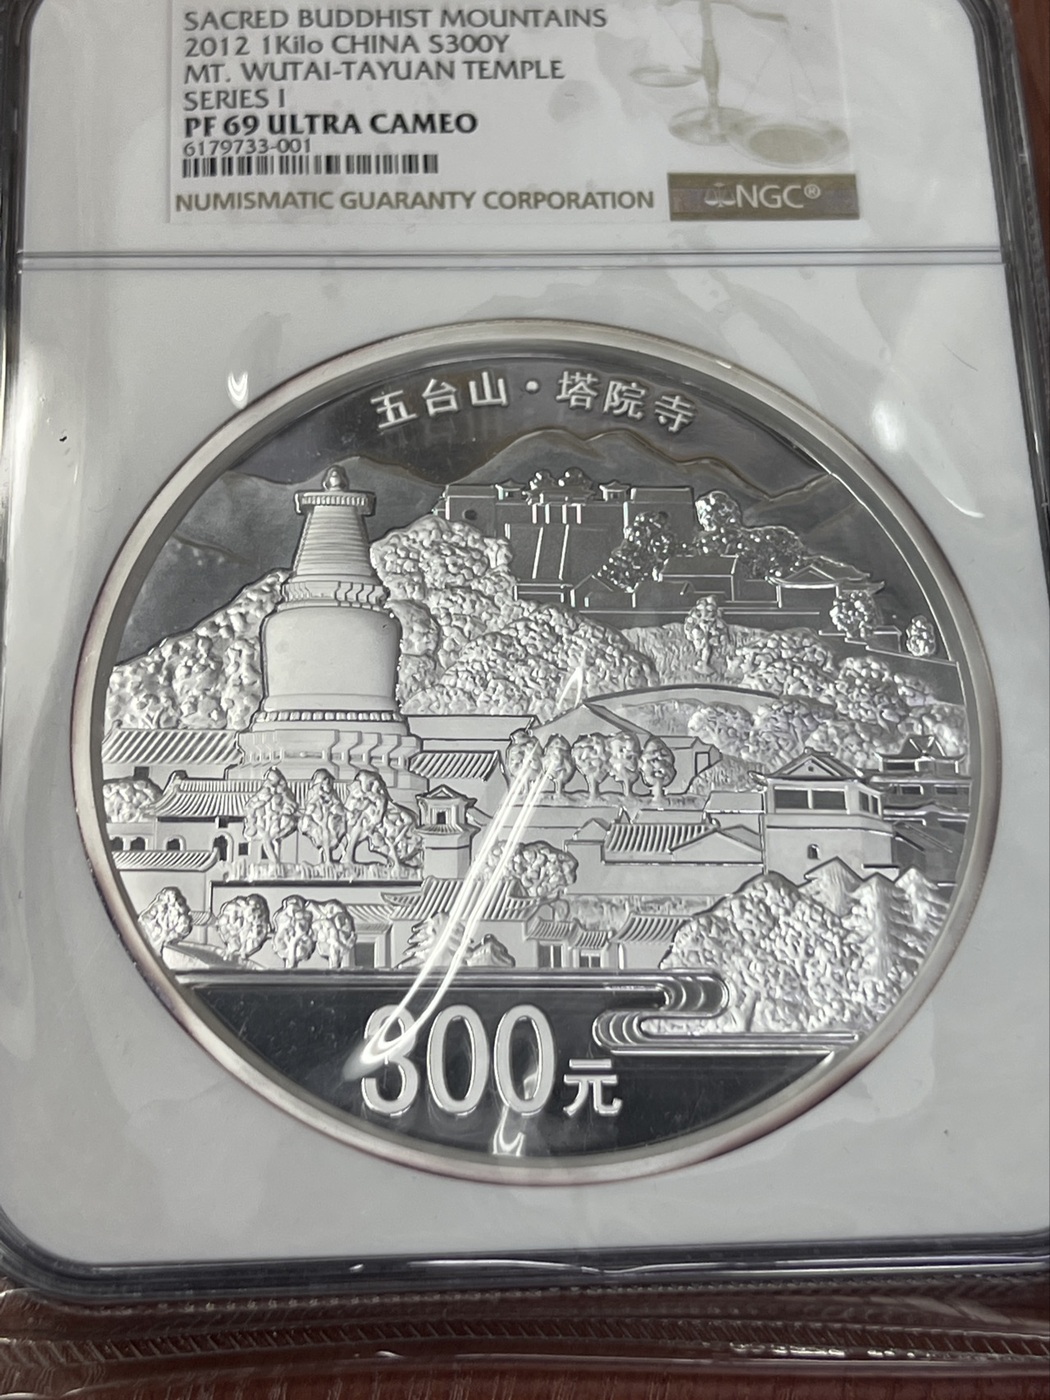 SACRED BUDDHIST MOUNTAINS
2012 1Kilo CHINA S300Y
MT. WUTAI-TAYUAN TEMPLE
SERIES I
PF 69 ULTRA CAMEO
6179733-001
NUMISMATIC GUARANTY CORPORATION
NGC®
五台山·塔院寺
300元